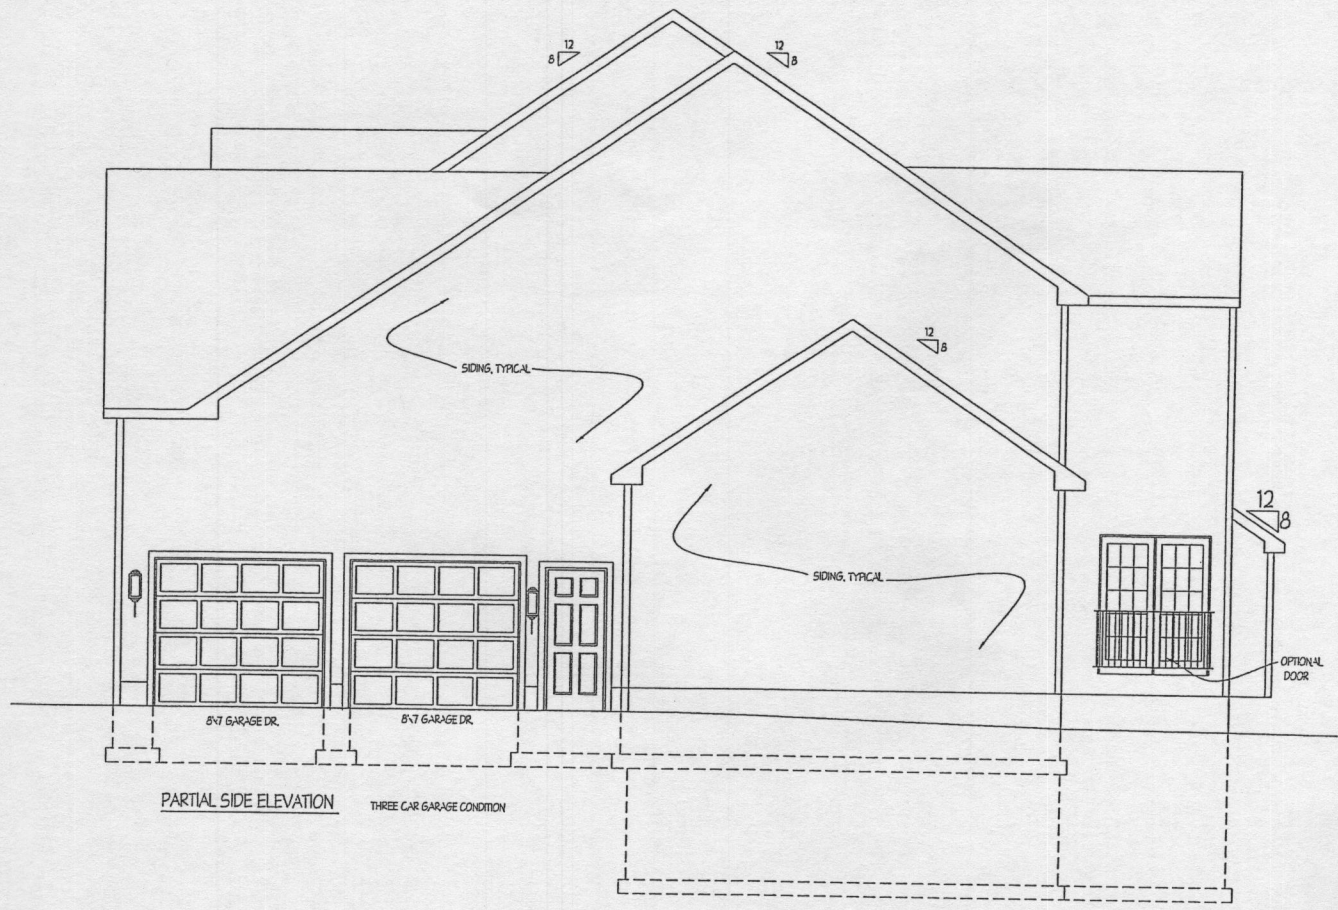 12
8
12
8
12
8
SIDING, TYPICAL
12
8
SIDING, TYPICAL
OPTIONAL
DOOR
8x7 GARAGE DR.
8x7 GARAGE DR.
PARTIAL SIDE ELEVATION
THREE CAR GARAGE CONDITION